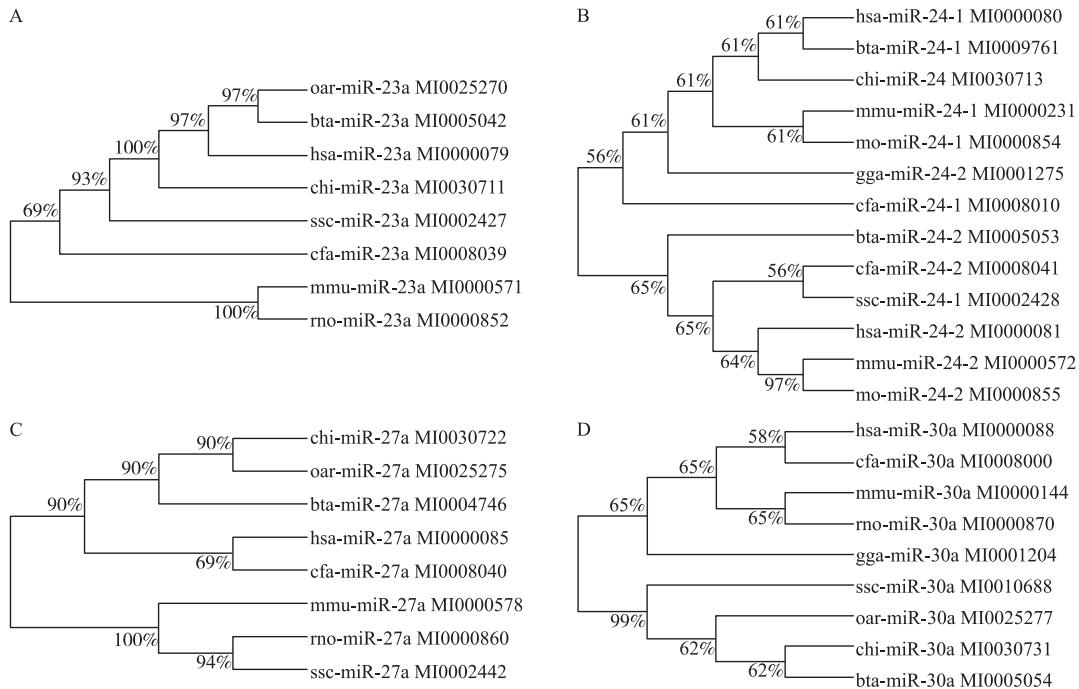 A
97%
oar-miR-23a MI0025270
97%
bta-miR-23a MI0005042
100%
hsa-miR-23a MI0000079
93%
chi-miR-23a MI0030711
69%
ssc-miR-23a MI0002427
cfa-miR-23a MI0008039
mmu-miR-23a MI0000571
100%
rno-miR-23a MI0000852
B
61%
hsa-miR-24-1 MI0000080
61%
bta-miR-24-1 MI0009761
61%
chi-miR-24 MI0030713
61%
mmu-miR-24-1 MI0000231
61%
mo-miR-24-1 MI0000854
56%
gga-miR-24-2 MI0001275
cfa-miR-24-1 MI0008010
bta-miR-24-2 MI0005053
65%
56%
cfa-miR-24-2 MI0008041
ssc-miR-24-1 MI0002428
65%
hsa-miR-24-2 MI0000081
64%
mmu-miR-24-2 MI0000572
97%
mo-miR-24-2 MI0000855
C
90%
chi-miR-27a MI0030722
90%
oar-miR-27a MI0025275
90%
bta-miR-27a MI0004746
hsa-miR-27a MI0000085
69%
cfa-miR-27a MI0008040
mmu-miR-27a MI0000578
100%
rno-miR-27a MI0000860
94%
ssc-miR-27a MI0002442
D
58%
hsa-miR-30a MI0000088
65%
cfa-miR-30a MI0008000
65%
mmu-miR-30a MI0000144
65%
rno-miR-30a MI0000870
gga-miR-30a MI0001204
ssc-miR-30a MI0010688
99%
oar-miR-30a MI0025277
62%
chi-miR-30a MI0030731
62%
bta-miR-30a MI0005054